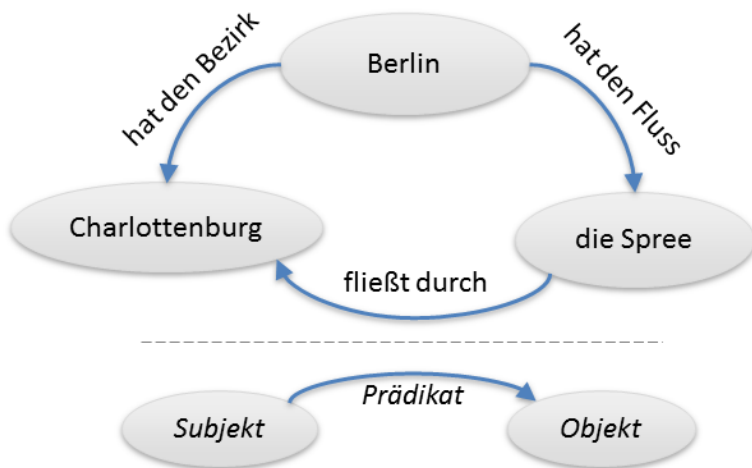 Berlin
hat den Bezirk
hat den Fluss
Charlottenburg
die Spree
fließt durch
Prädikat
Subjekt
Objekt